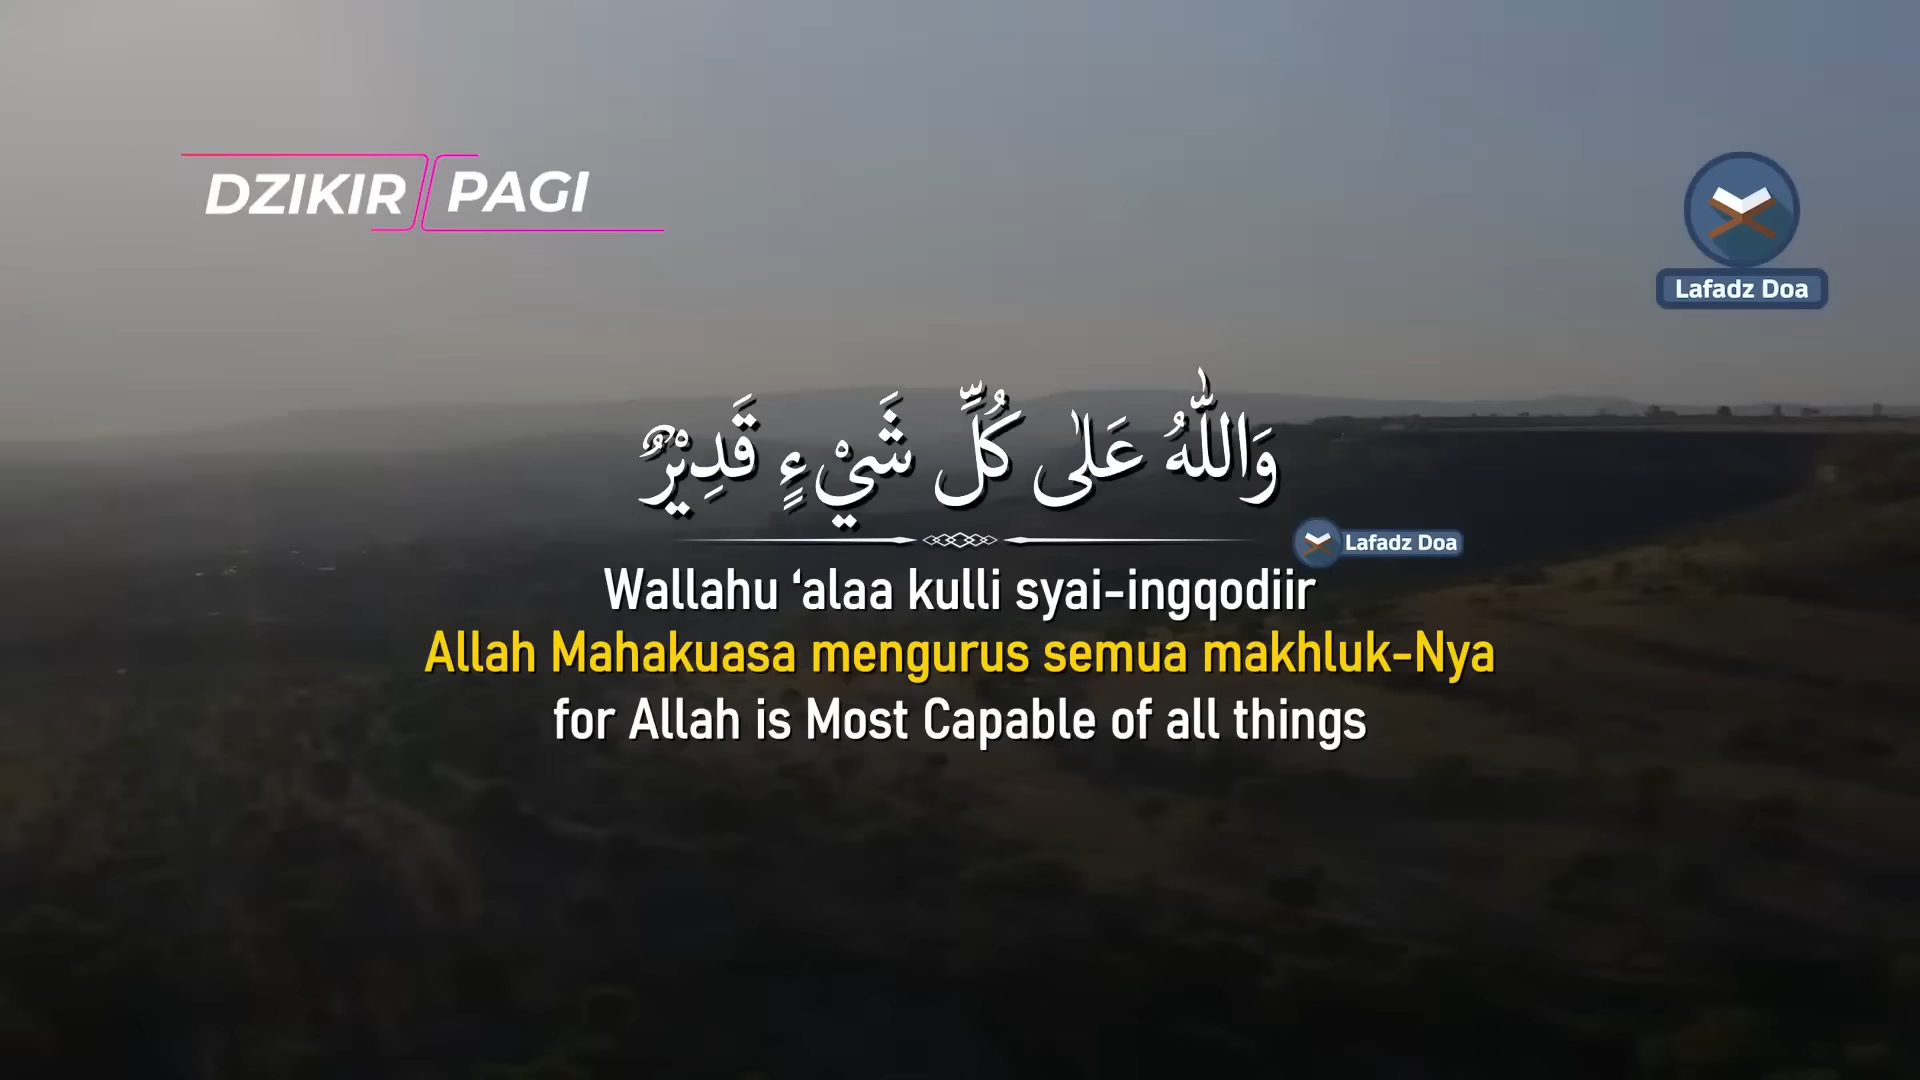 DZIKIR PAGI
Lafadz Doa
وَاللّٰهُ عَلٰى كُلِّ شَيْءٍ قَدِيْرٌ
Lafadz Doa
Wallahu ‘alaa kulli syai-ingqodiir
Allah Mahakuasa mengurus semua makhluk-Nya
for Allah is Most Capable of all things